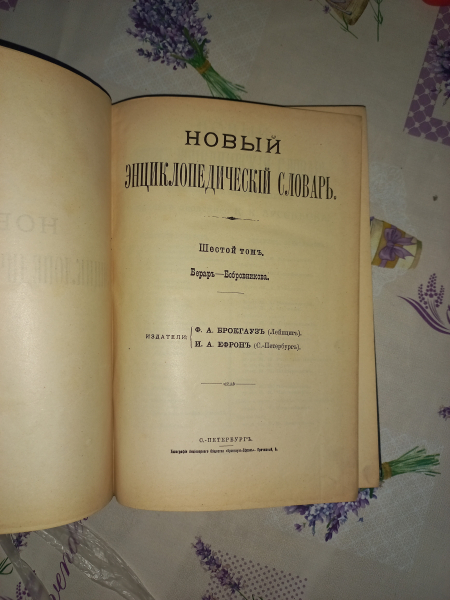 НОВЫЙ
ЭНЦИКЛОПЕДИЧЕСКІЙ СЛОВАРЬ.
Шестой томъ.
Бераръ—Бобровникова.
ИЗДАТЕЛИ:
Ф. А. БРОКГАУЗЪ (Лейпцигъ).
И. А. ЕФРОНЪ (С.-Петербургъ).
С.-ПЕТЕРБУРГЪ.